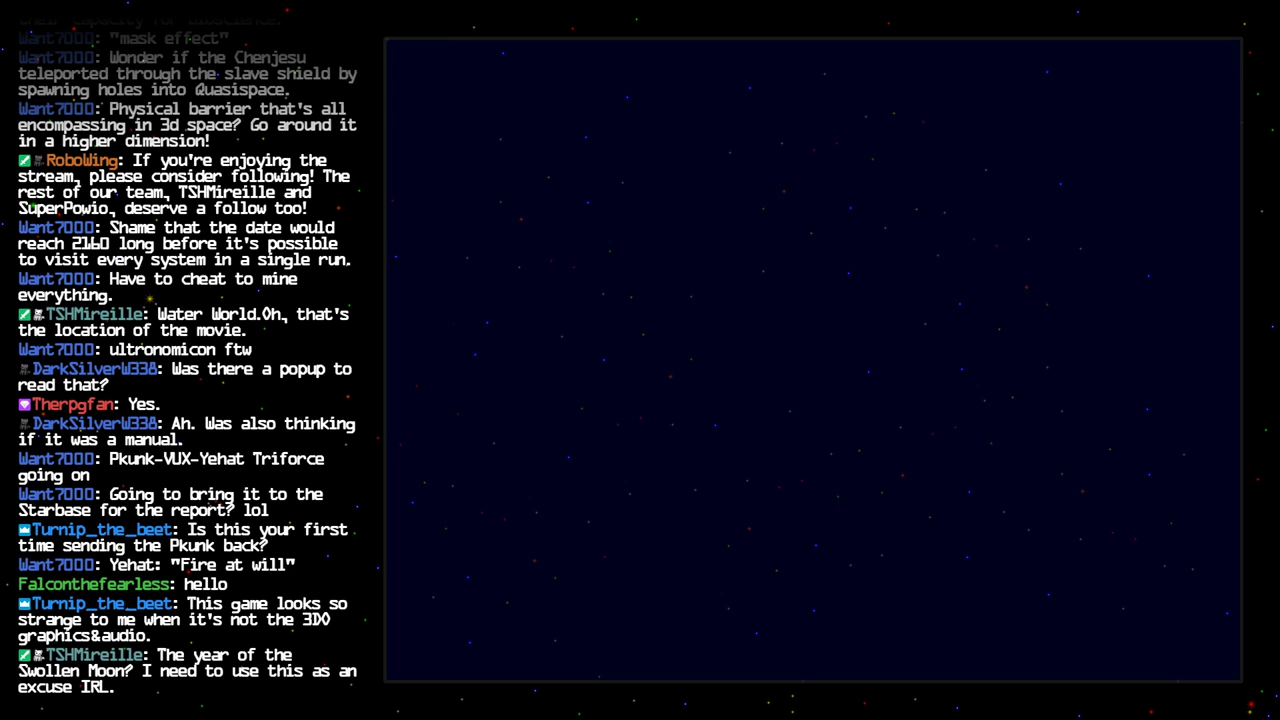 their capacity for
Want7000: "mask effect"
Want7000: Wonder if the Chenjesu
teleported through the slave shield by
spawning holes into Quasispace.
Want7000: Physical barrier that's all
encompassing in 3d space? Go around it
in a higher dimension!
RoboWing: If you're enjoying the
stream, please consider following! The
rest of our team, TSHMireille and
SuperPowio, deserve a follow too!
Want7000: Shame that the date would
reach 2160 long before it's possible
to visit every system in a single run.
Want7000: Have to cheat to mine
everything.
TSHMireille: Water World.Oh, that's
the location of the movie.
Want7000: ultronomicon ftw
DarkSilverW338: Was there a popup to
read that?
Therpgfan: Yes.
DarkSilverW338: Ah. Was also thinking
if it was a manual.
Want7000: Pkunk-VUX-Yehat Triforce
going on
Want7000: Going to bring it to the
Starbase for the report? lol
Turnip_the_beet: Is this your first
time sending the Pkunk back?
Want7000: Yehat: "Fire at will"
Falconthefearless: hello
Turnip_the_beet: This game looks so
strange to me when it's not the 3DO
graphics&audio.
TSHMireille: The year of the
Swollen Moon? I need to use this as an
excuse IRL.